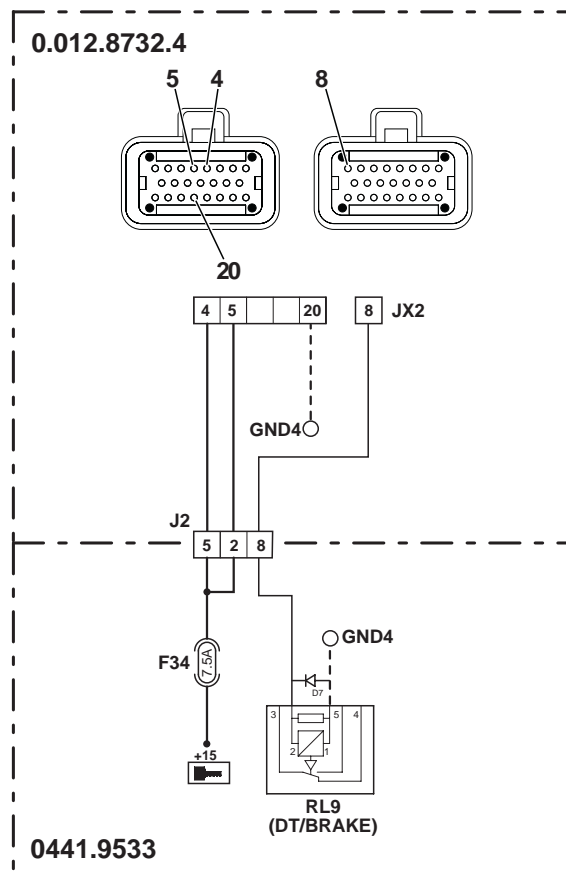 0.012.8732.4
5 4 8
20
4 5 20 8 JX2
GND4
J2
5 2 8
GND4
F34 7.5A
D7
3 5 4
2 1
+15
RL9
(DT/BRAKE)
0441.9533